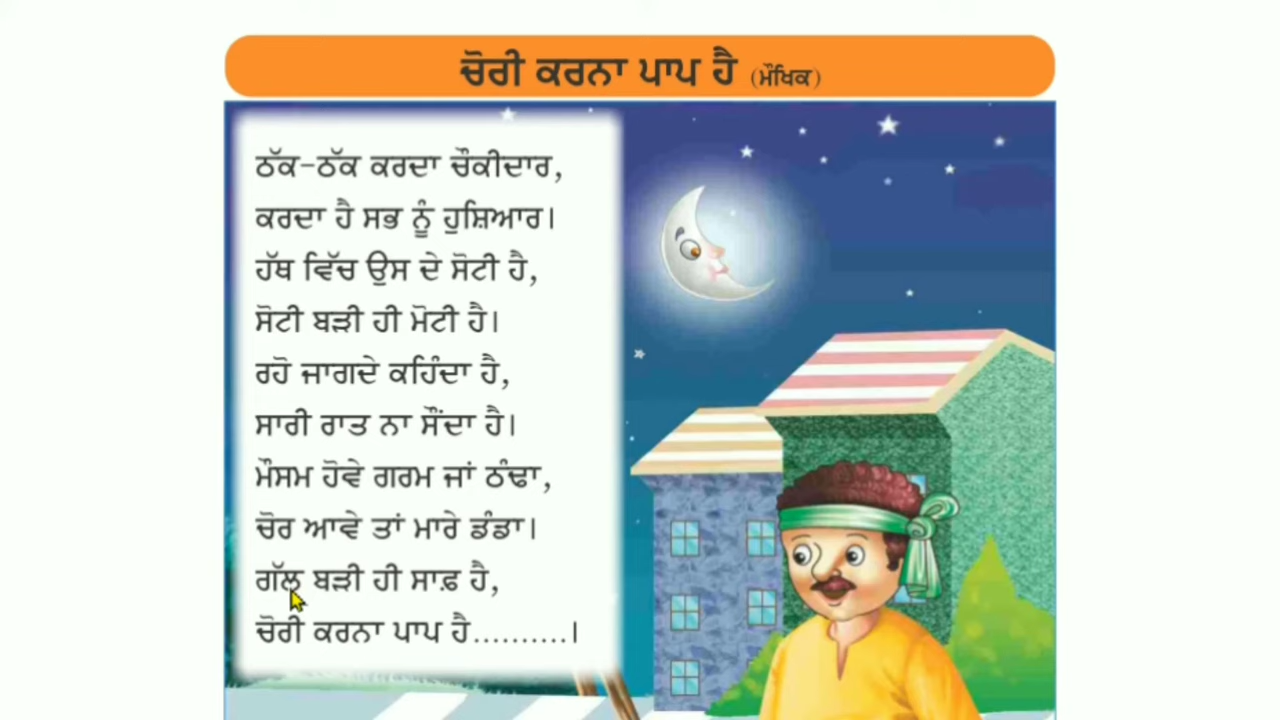 ਚੋਰੀ ਕਰਨਾ ਪਾਪ ਹੈ (ਮੌਖਿਕ)
ਠੱਕ-ਠੱਕ ਕਰਦਾ ਚੌਕੀਦਾਰ,
ਕਰਦਾ ਹੈ ਸਭ ਨੂੰ ਹੁਸ਼ਿਆਰ।
ਹੱਥ ਵਿੱਚ ਉਸ ਦੇ ਸੋਟੀ ਹੈ,
ਸੋਟੀ ਬੜੀ ਹੀ ਮੋਟੀ ਹੈ।
ਰਹੋ ਜਾਗਦੇ ਕਹਿੰਦਾ ਹੈ,
ਸਾਰੀ ਰਾਤ ਨਾ ਸੌਂਦਾ ਹੈ।
ਮੌਸਮ ਹੋਵੇ ਗਰਮ ਜਾਂ ਠੰਢਾ,
ਚੋਰ ਆਵੇ ਤਾਂ ਮਾਰੇ ਡੰਡਾ।
ਗੱਲ ਬੜੀ ਹੀ ਸਾਫ਼ ਹੈ,
ਚੋਰੀ ਕਰਨਾ ਪਾਪ ਹੈ..........।